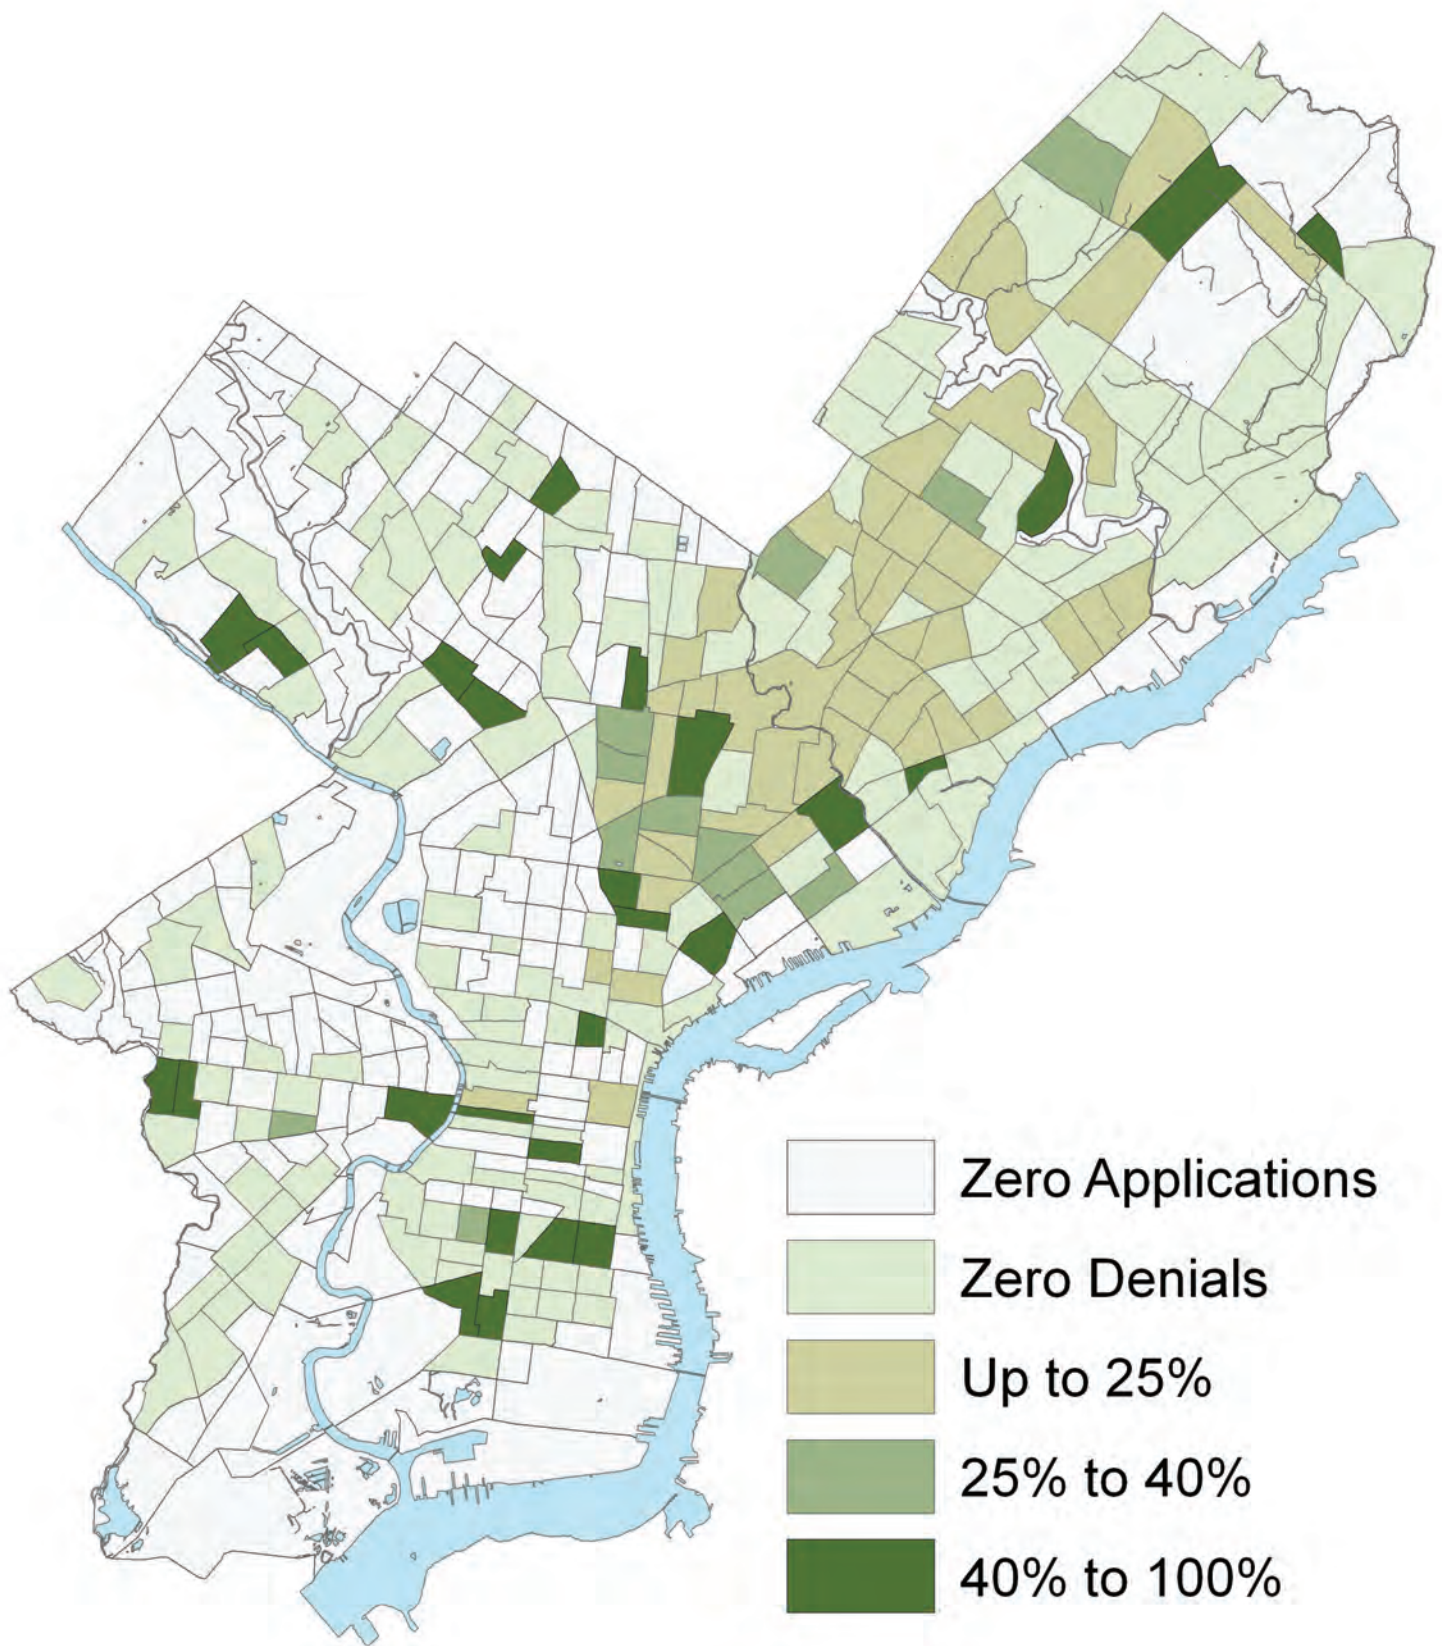 Zero Applications
Zero Denials
Up to 25%
25% to 40%
40% to 100%